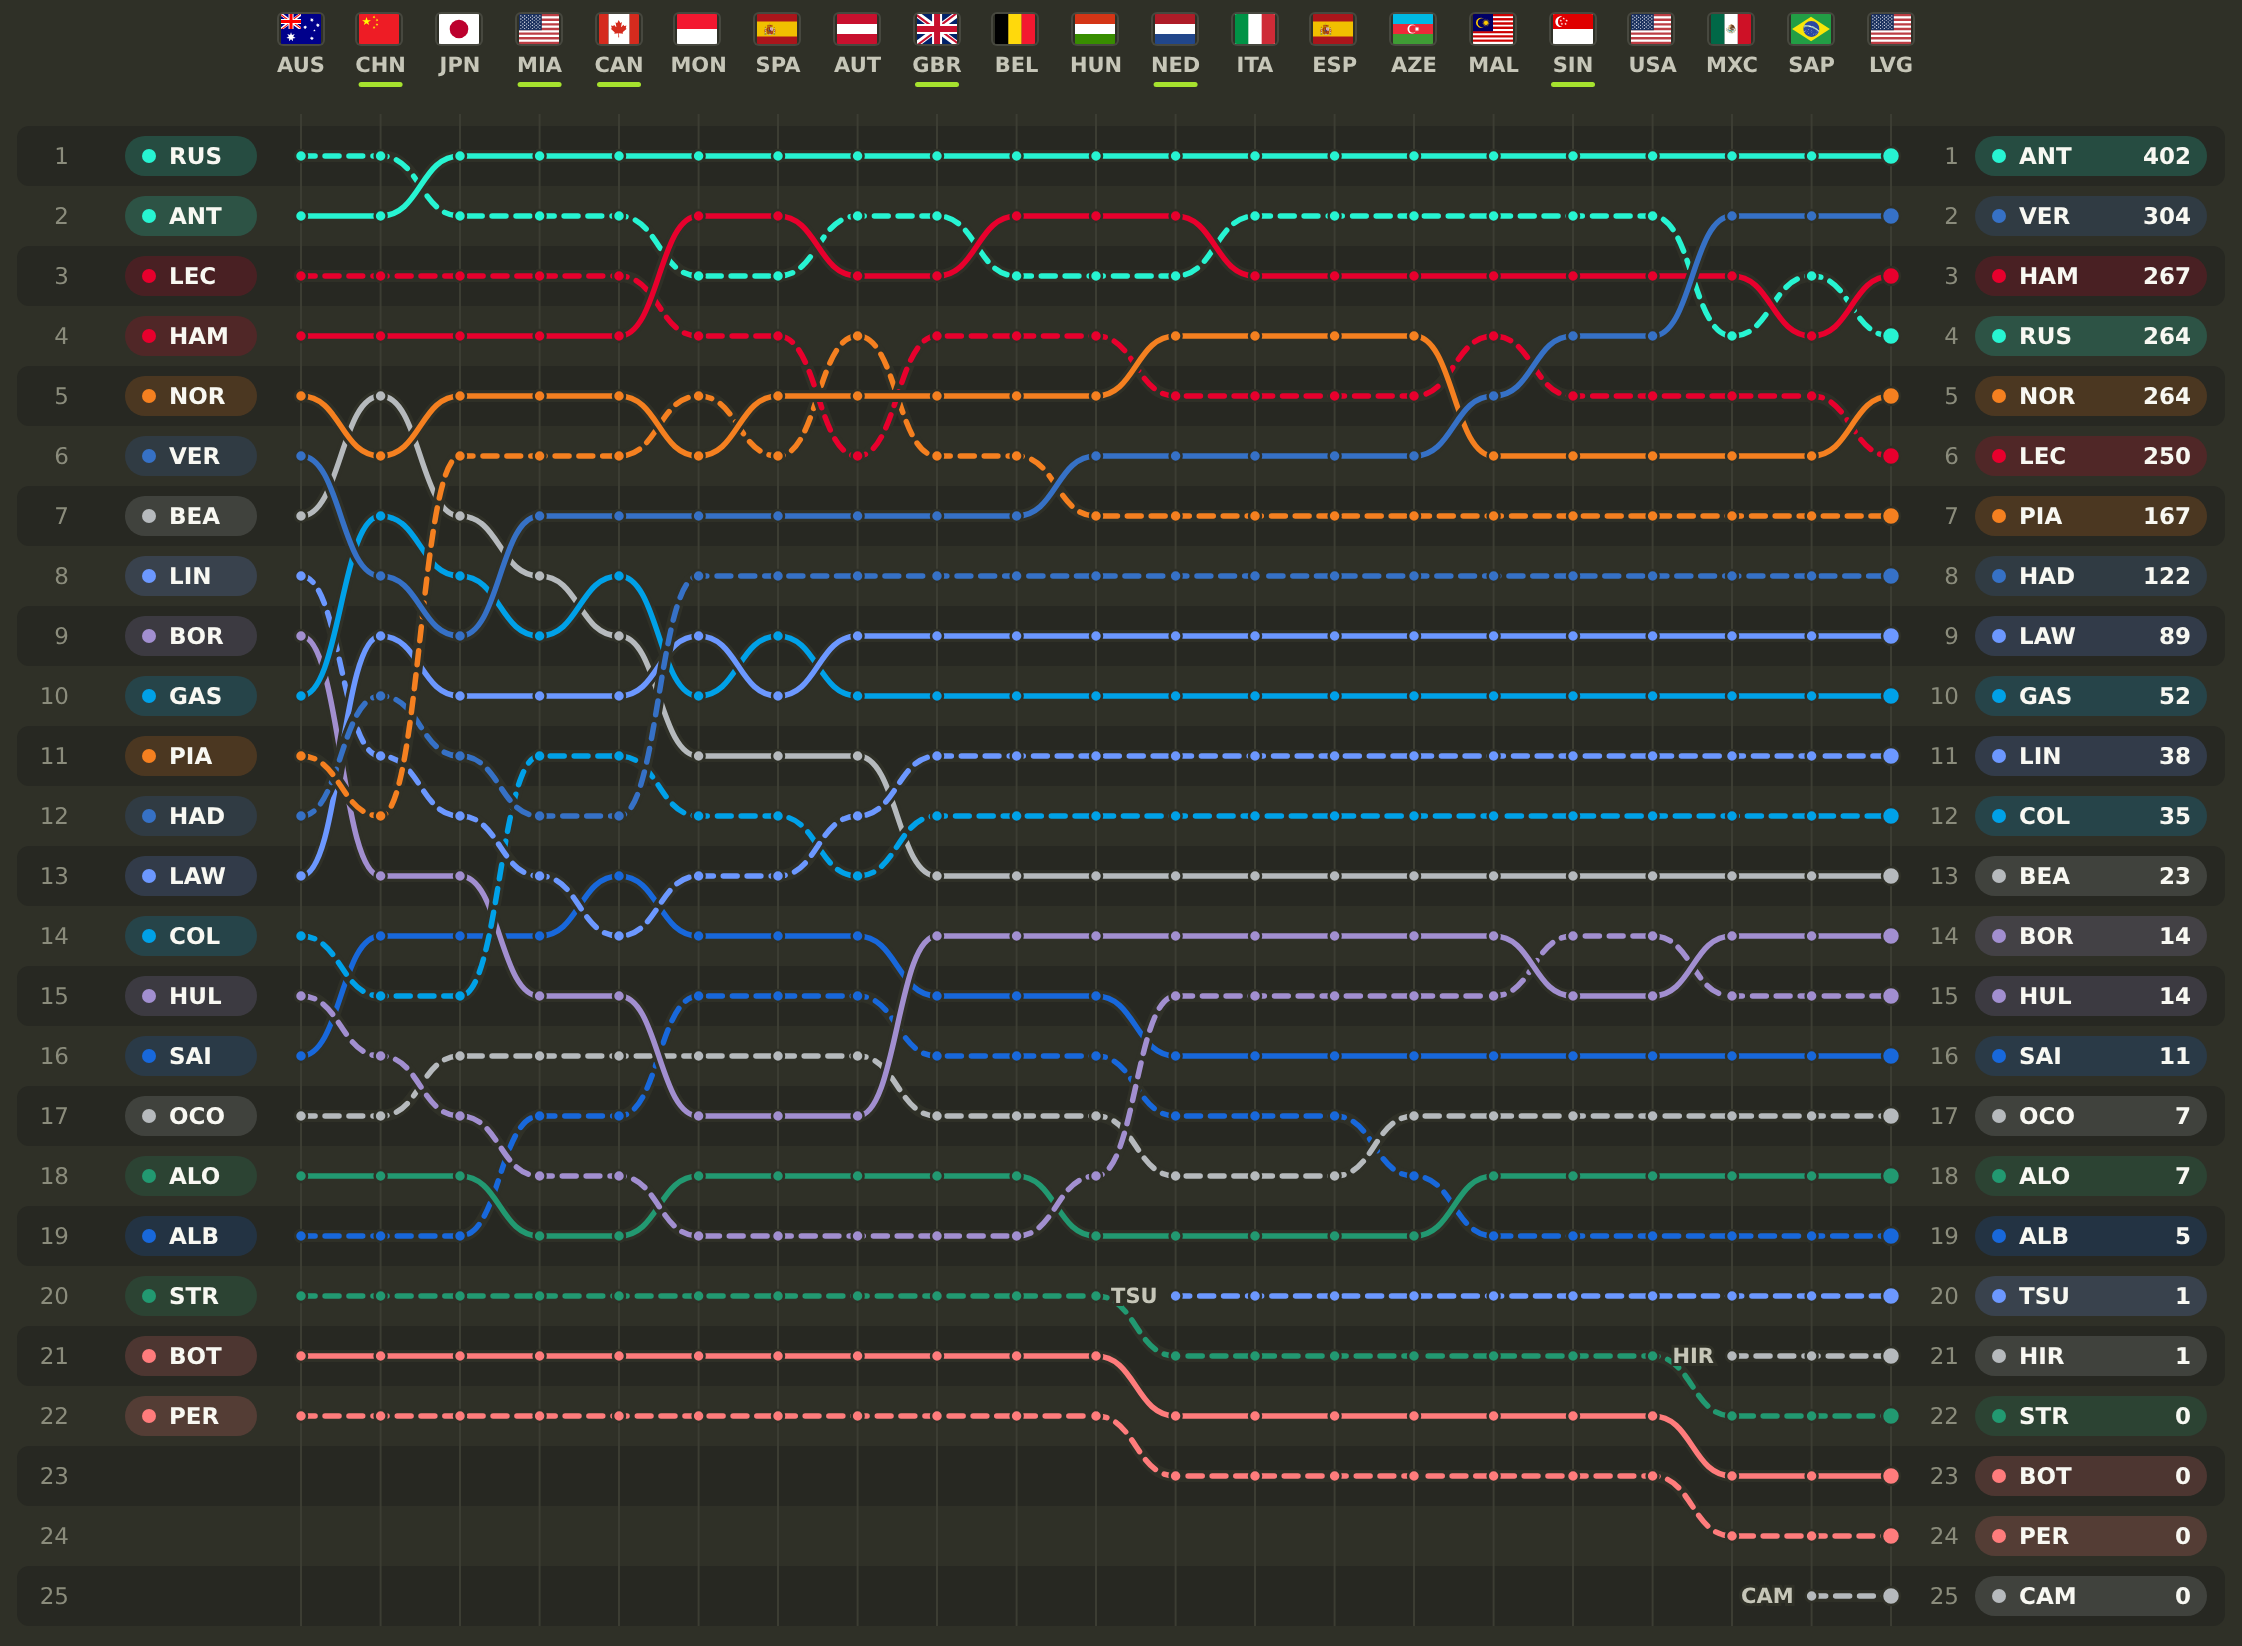 AUS CHN JPN MIA CAN MON SPA AUT GBR BEL HUN NED ITA ESP AZE MAL SIN USA MXC SAP LVG
1 RUS 1 ANT 402
2 ANT 2 VER 304
3 LEC 3 HAM 267
4 HAM 4 RUS 264
5 NOR 5 NOR 264
6 VER 6 LEC 250
7 BEA 7 PIA 167
8 LIN 8 HAD 122
9 BOR 9 LAW 89
10 GAS 10 GAS 52
11 PIA 11 LIN 38
12 HAD 12 COL 35
13 LAW 13 BEA 23
14 COL 14 BOR 14
15 HUL 15 HUL 14
16 SAI 16 SAI 11
17 OCO 17 OCO 7
18 ALO 18 ALO 7
19 ALB 19 ALB 5
20 STR TSU 20 TSU 1
21 BOT HIR 21 HIR 1
22 PER 22 STR 0
23 23 BOT 0
24 24 PER 0
25 CAM 25 CAM 0